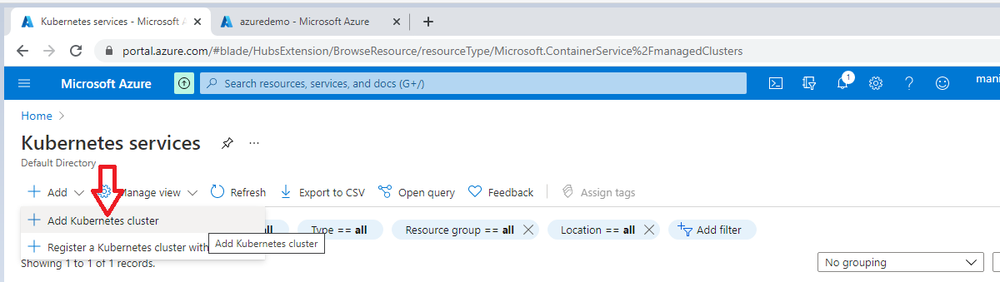 Kubernetes services - Microsoft A
azuredemo - Microsoft Azure
portal.azure.com/#blade/HubsExtension/BrowseResource/resourceType/Microsoft.ContainerService%2FmanagedClusters
Microsoft Azure Search resources, services, and docs (G+/) 1 mani
Home
Kubernetes services
Default Directory
Add Manage view Refresh Export to CSV Open query Feedback Assign tags
Add Kubernetes cluster
all Type == all Resource group == all Location == all Add filter
Register a Kubernetes cluster with
Add Kubernetes cluster
Showing 1 to 1 of 1 records.
No grouping